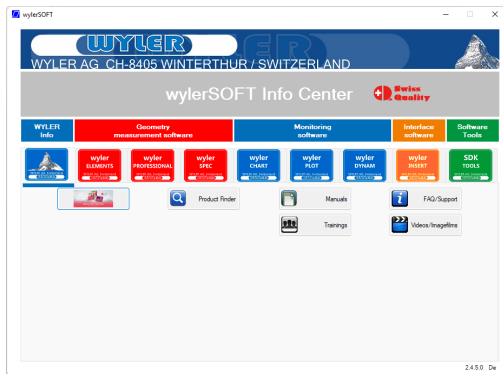 wylerSOFT
WYLER
WYLER AG CH-8405 WINTERTHUR / SWITZERLAND
wylerSOFT Info Center
Swiss
Quality
WYLER
Info
Geometry
measurement software
Monitoring
software
Interface
software
Software
Tools
wyler
ELEMENTS
wyler
PROFESSIONAL
wyler
SPEC
wyler
CHART
wyler
PLOT
wyler
DYNAM
wyler
INSERT
SDK
TOOLS
Product Finder
Manuals
FAQ/Support
Trainings
Videos/Imagefilms
2.4.5.0 De